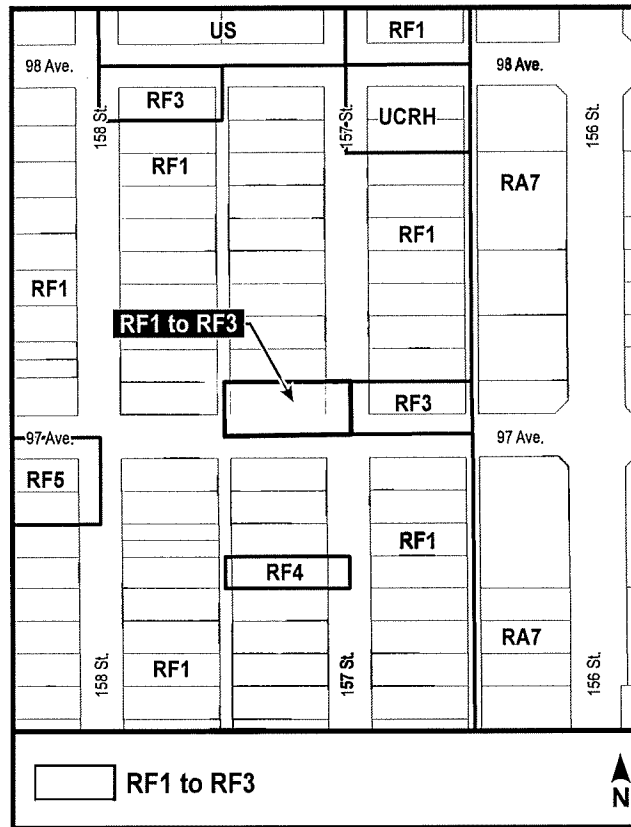 US
RF1
98 Ave.
98 Ave.
RF3
158 St.
157 St.
UCRH
156 St.
RF1
RA7
RF1
RF1
RF1 to RF3
RF3
97 Ave.
97 Ave.
RF5
RF1
RF4
RA7
158 St.
RF1
157 St.
156 St.
RF1 to RF3
N